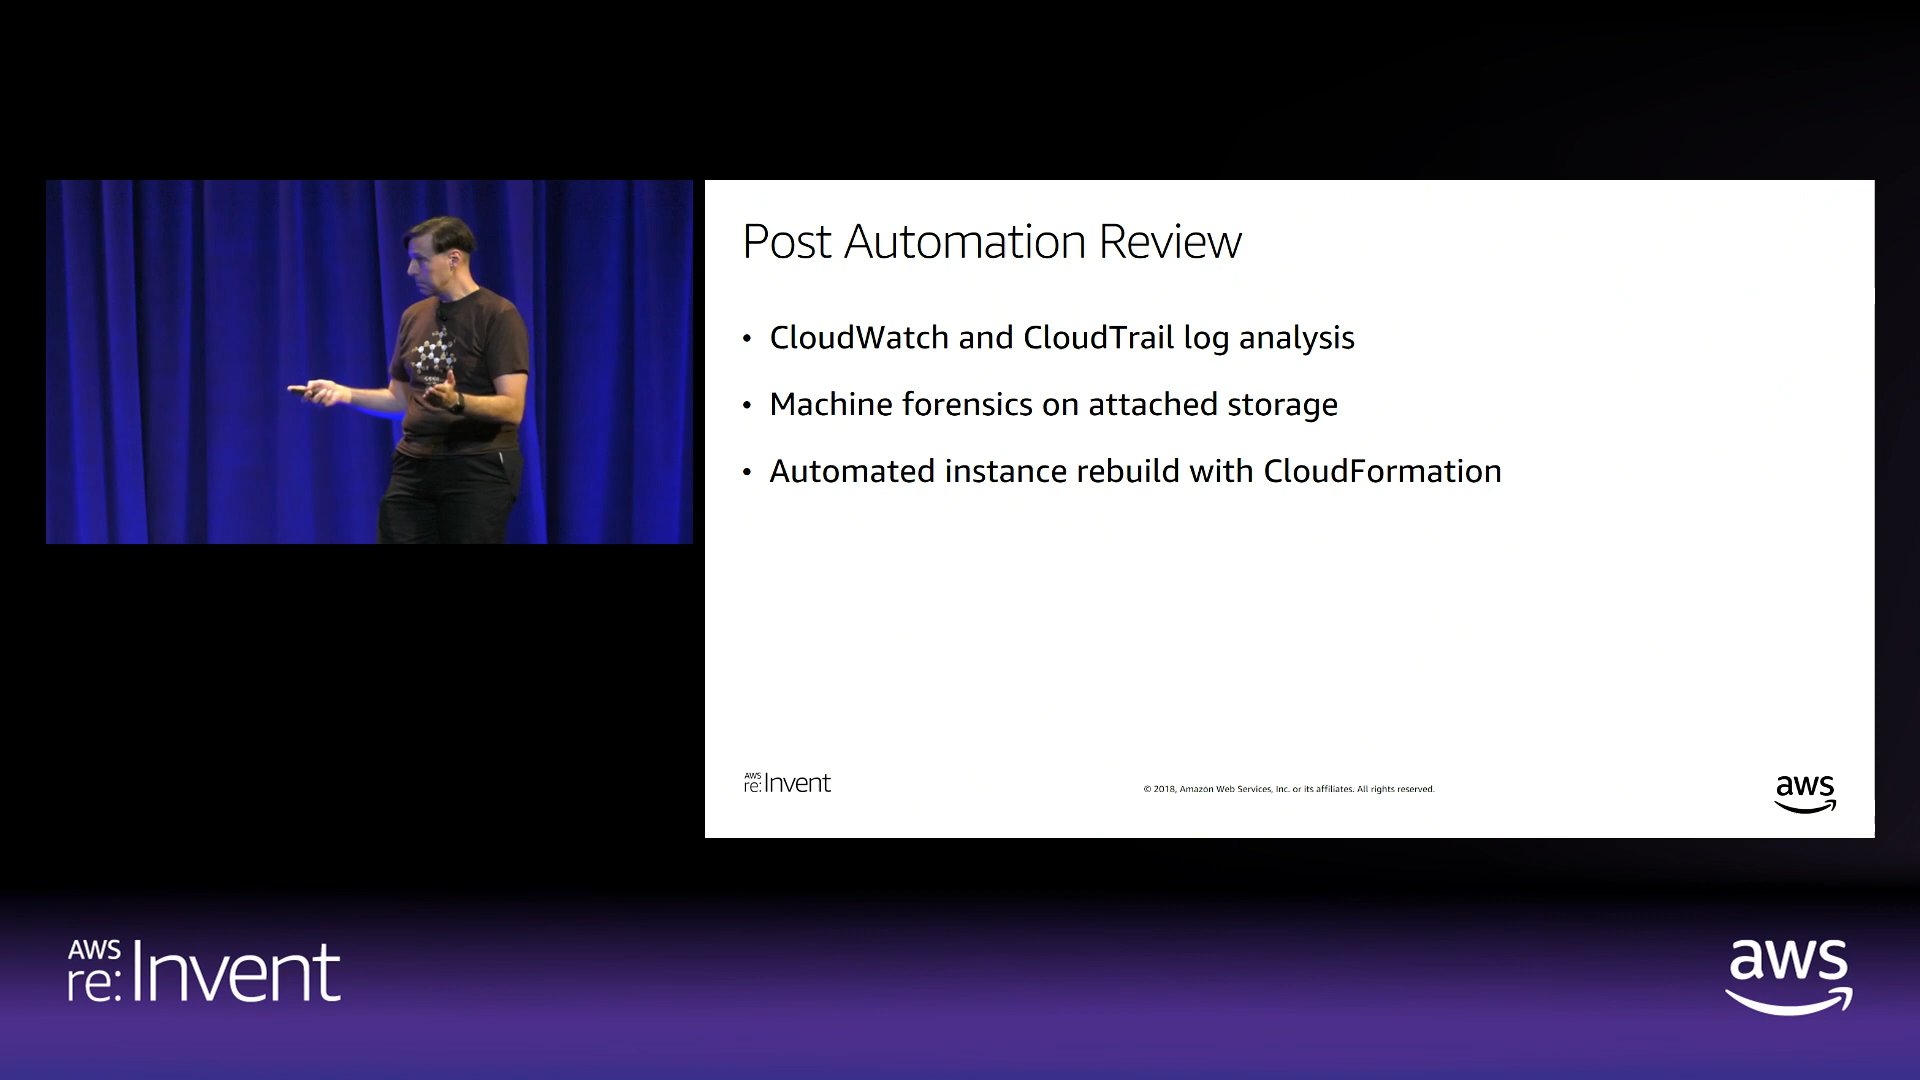 Post Automation Review
• CloudWatch and CloudTrail log analysis
• Machine forensics on attached storage
• Automated instance rebuild with CloudFormation
AWS
re:Invent
© 2018, Amazon Web Services, Inc. or its affiliates. All rights reserved.
aws
AWS
re:Invent
aws